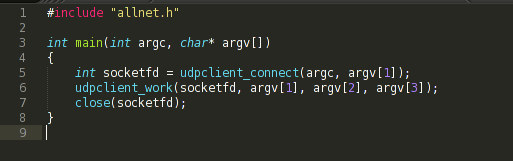 1 #include "allnet.h"
2
3 int main(int argc, char* argv[])
4 {
5     int socketfd = udpclient_connect(argc, argv[1]);
6     udpclient_work(socketfd, argv[1], argv[2], argv[3]);
7     close(socketfd);
8 }
9